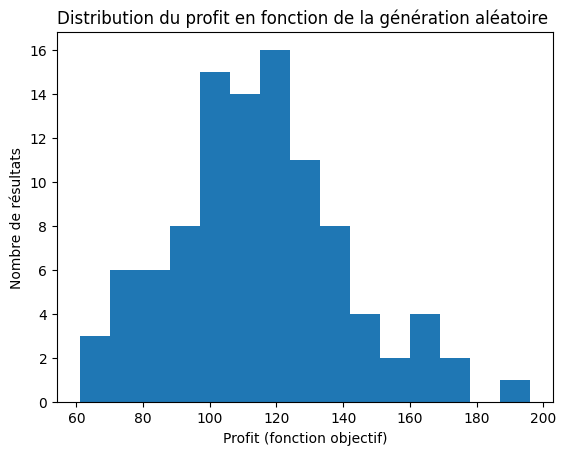 Distribution du profit en fonction de la génération aléatoire
16
14
12
10
8
6
4
2
0
Nombre de résultats
60 80 100 120 140 160 180 200
Profit (fonction objectif)